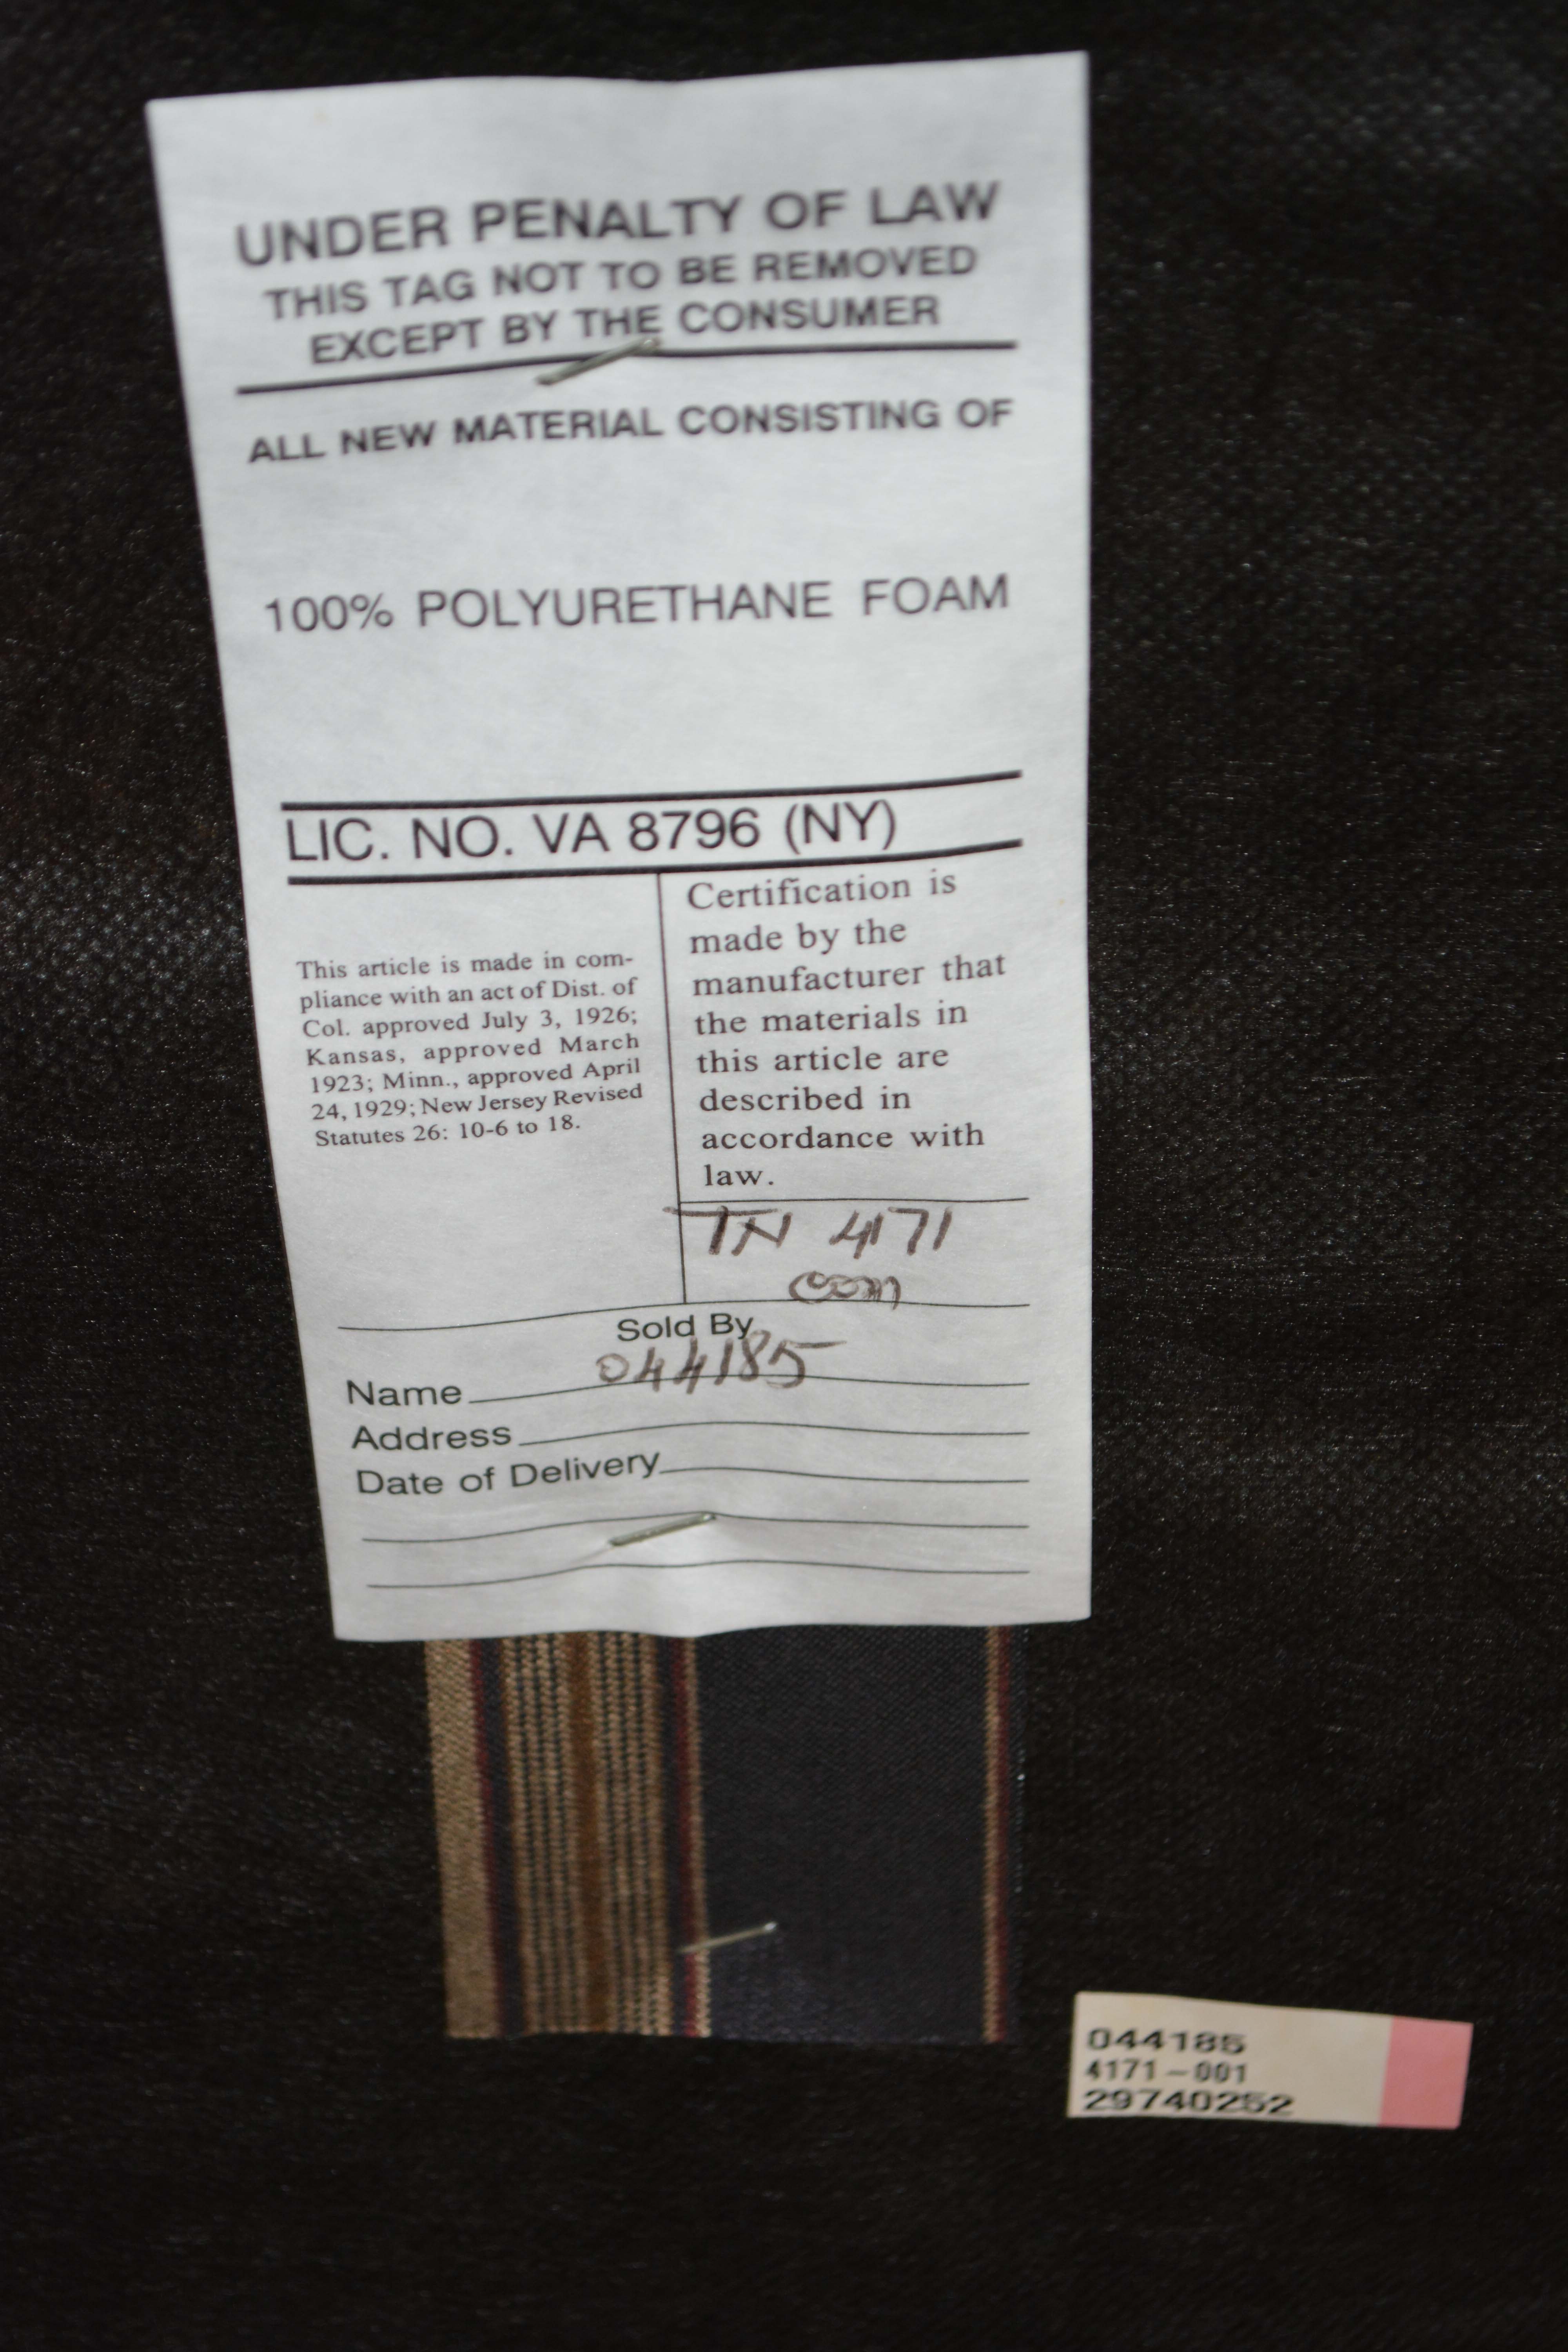 UNDER PENALTY OF LAW
THIS TAG NOT TO BE REMOVED
EXCEPT BY THE CONSUMER
ALL NEW MATERIAL CONSISTING OF
100% POLYURETHANE FOAM
LIC. NO. VA 8796 (NY)
This article is made in com-
pliance with an act of Dist. of
Col. approved July 3, 1926;
Kansas, approved March
1923; Minn., approved April
24, 1929; New Jersey Revised
Statutes 26: 10-6 to 18.
Certification is
made by the
manufacturer that
the materials in
this article are
described in
accordance with
law.
TN 4171
com
Sold By
Name 044185
Address
Date of Delivery
044185
4171-001
29740252